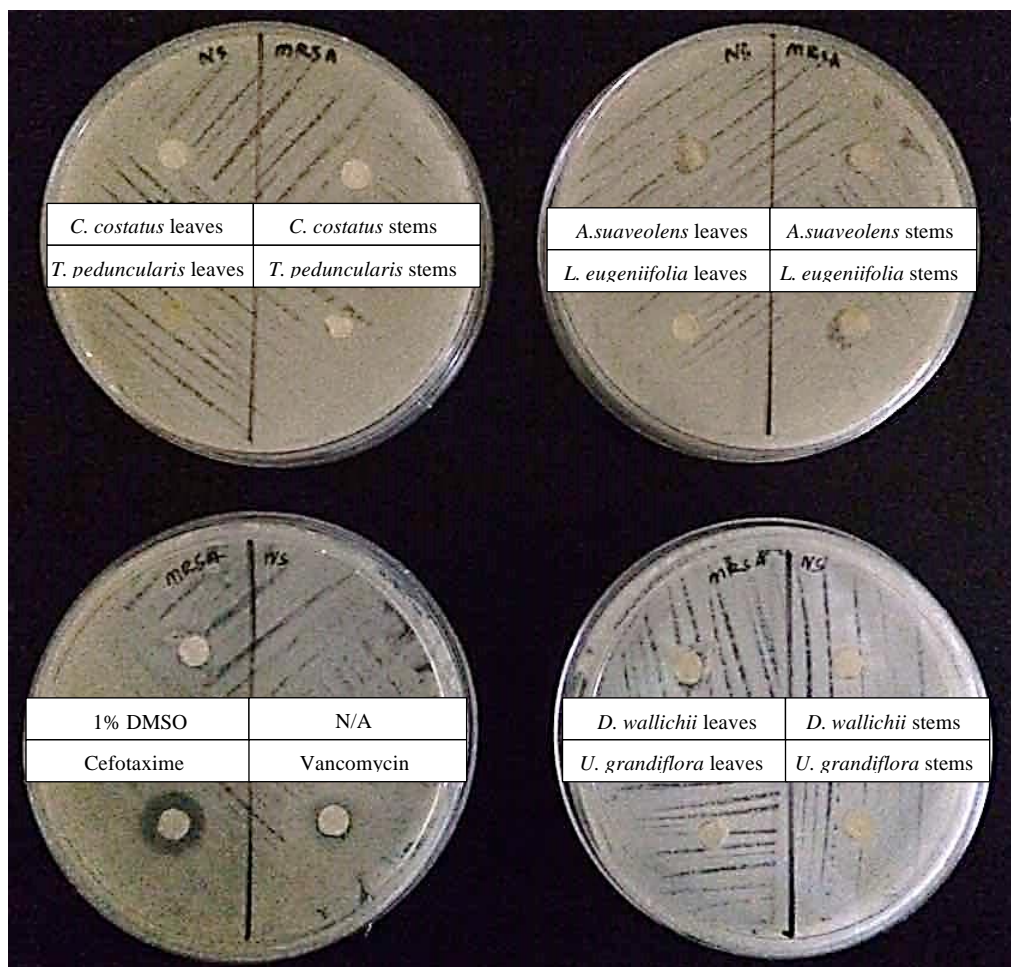 NS MRSA
C. costatus leaves C. costatus stems
T. peduncularis leaves T. peduncularis stems
NS MRSA
A.suaveolens leaves A.suaveolens stems
L. eugeniifolia leaves L. eugeniifolia stems
MRSA NS
1% DMSO N/A
Cefotaxime Vancomycin
MRSA NS
D. wallichii leaves D. wallichii stems
U. grandiflora leaves U. grandiflora stems